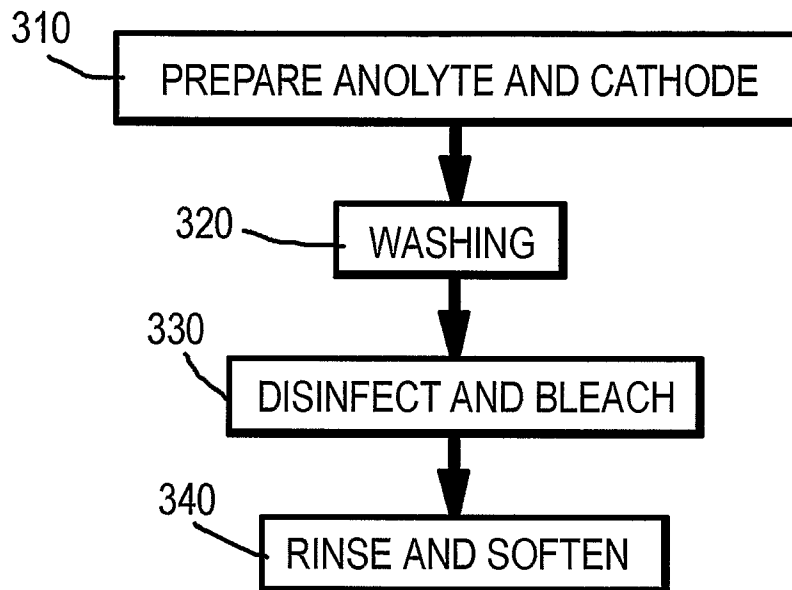 310
PREPARE ANOLYTE AND CATHODE
320
WASHING
330
DISINFECT AND BLEACH
340
RINSE AND SOFTEN